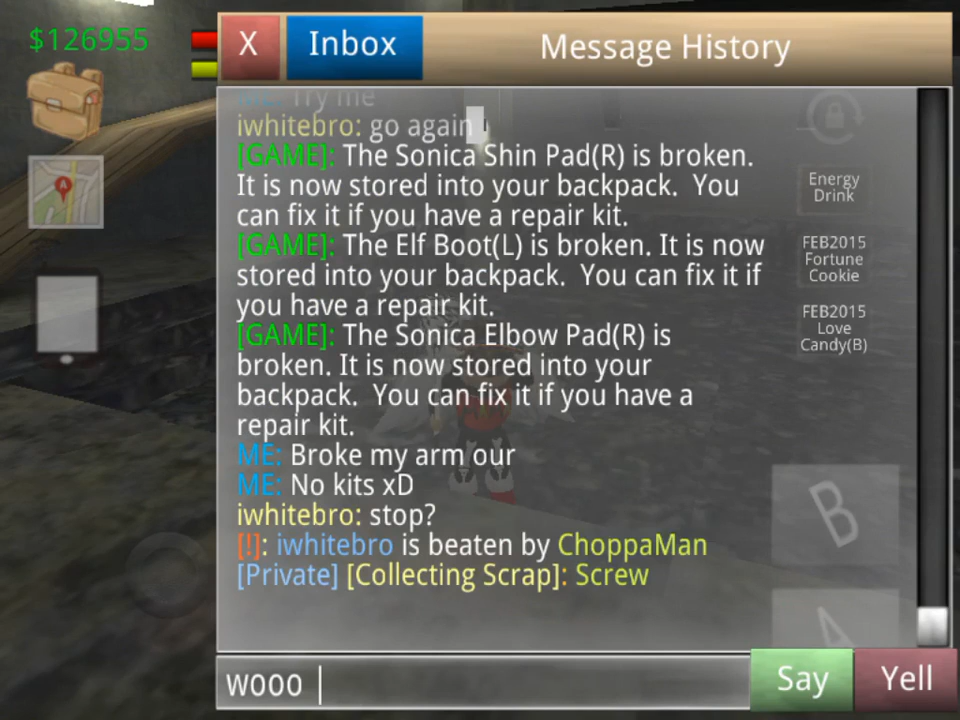 $126955
X
Inbox
Message History
ME: Try me
iwhitebro: go again
[GAME]: The Sonica Shin Pad(R) is broken.
It is now stored into your backpack. You
can fix it if you have a repair kit.
[GAME]: The Elf Boot(L) is broken. It is now
stored into your backpack. You can fix it if
you have a repair kit.
[GAME]: The Sonica Elbow Pad(R) is
broken. It is now stored into your
backpack. You can fix it if you have a
repair kit.
ME: Broke my arm our
ME: No kits xD
iwhitebro: stop?
[!]: iwhitebro is beaten by ChoppaMan
[Private] [Collecting Scrap]: Screw
A
Energy
Drink
FEB2015
Fortune
Cookie
FEB2015
Love
Candy(B)
B
A
wooo
Say
Yell